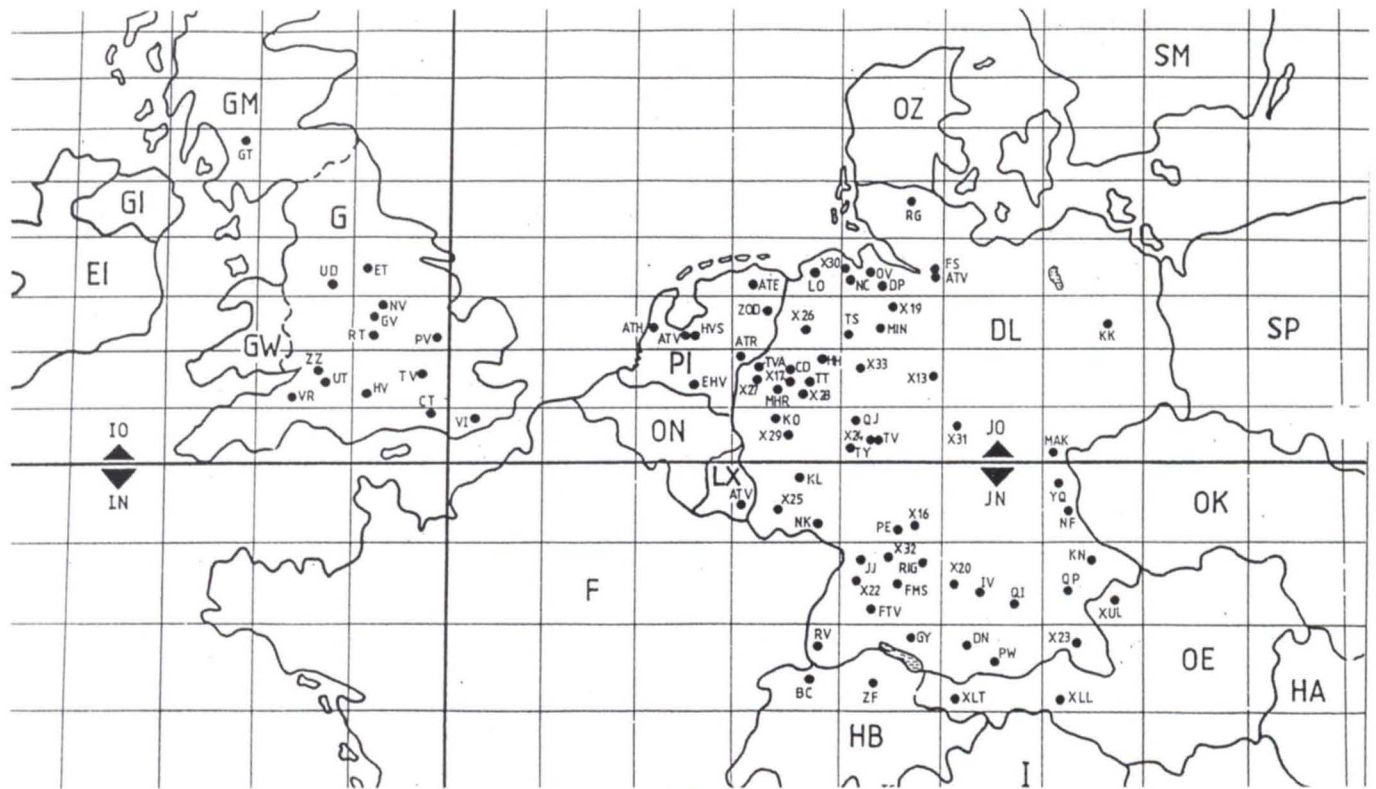 SM
GM
OZ
GT
GI
RG
G
EI
UD
ET
X30
OV
FS
ATE
LO
NC
DP
ATV
NV
ZOD
X19
GV
X26
TS
MIN
DL
SP
ATH
ATV
HVS
RT
PV
KK
GW
ATR
PI
HH
ZZ
TVA
CD
X33
UT
TV
X17
TT
X13
EHV
X27
VR
HV
MHR
X28
CT
VI
KO
QJ
ON
X29
X24
TV
X31
JO
IO
TY
MAK
LX
KL
IN
JN
YQ
ATV
X25
OK
NF
NK
PE
X16
X32
KN
JJ
RIG
X20
F
X22
FMS
IV
QI
QP
XUL
FTV
RV
GY
DN
X23
PW
OE
BC
ZF
XLT
XLL
HA
HB
I